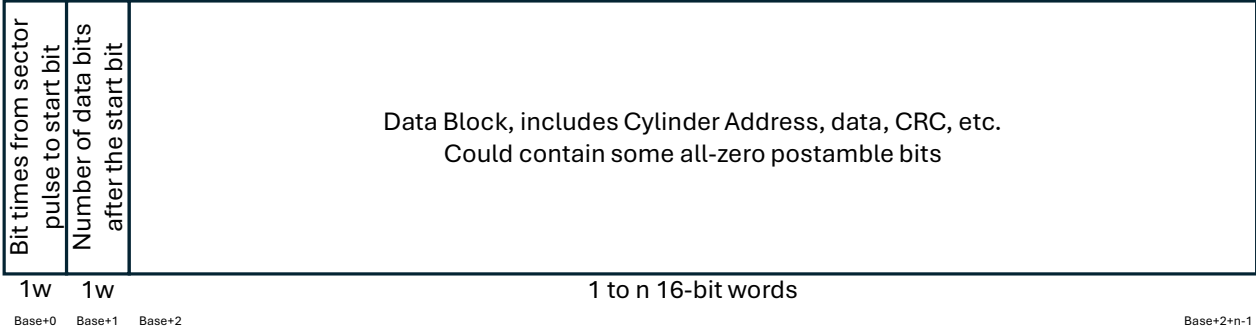 Bit times from sector
pulse to start bit
Number of data bits
after the start bit
Data Block, includes Cylinder Address, data, CRC, etc.
Could contain some all-zero postamble bits
1w
1w
1 to n 16-bit words
Base+0
Base+1
Base+2
Base+2+n-1